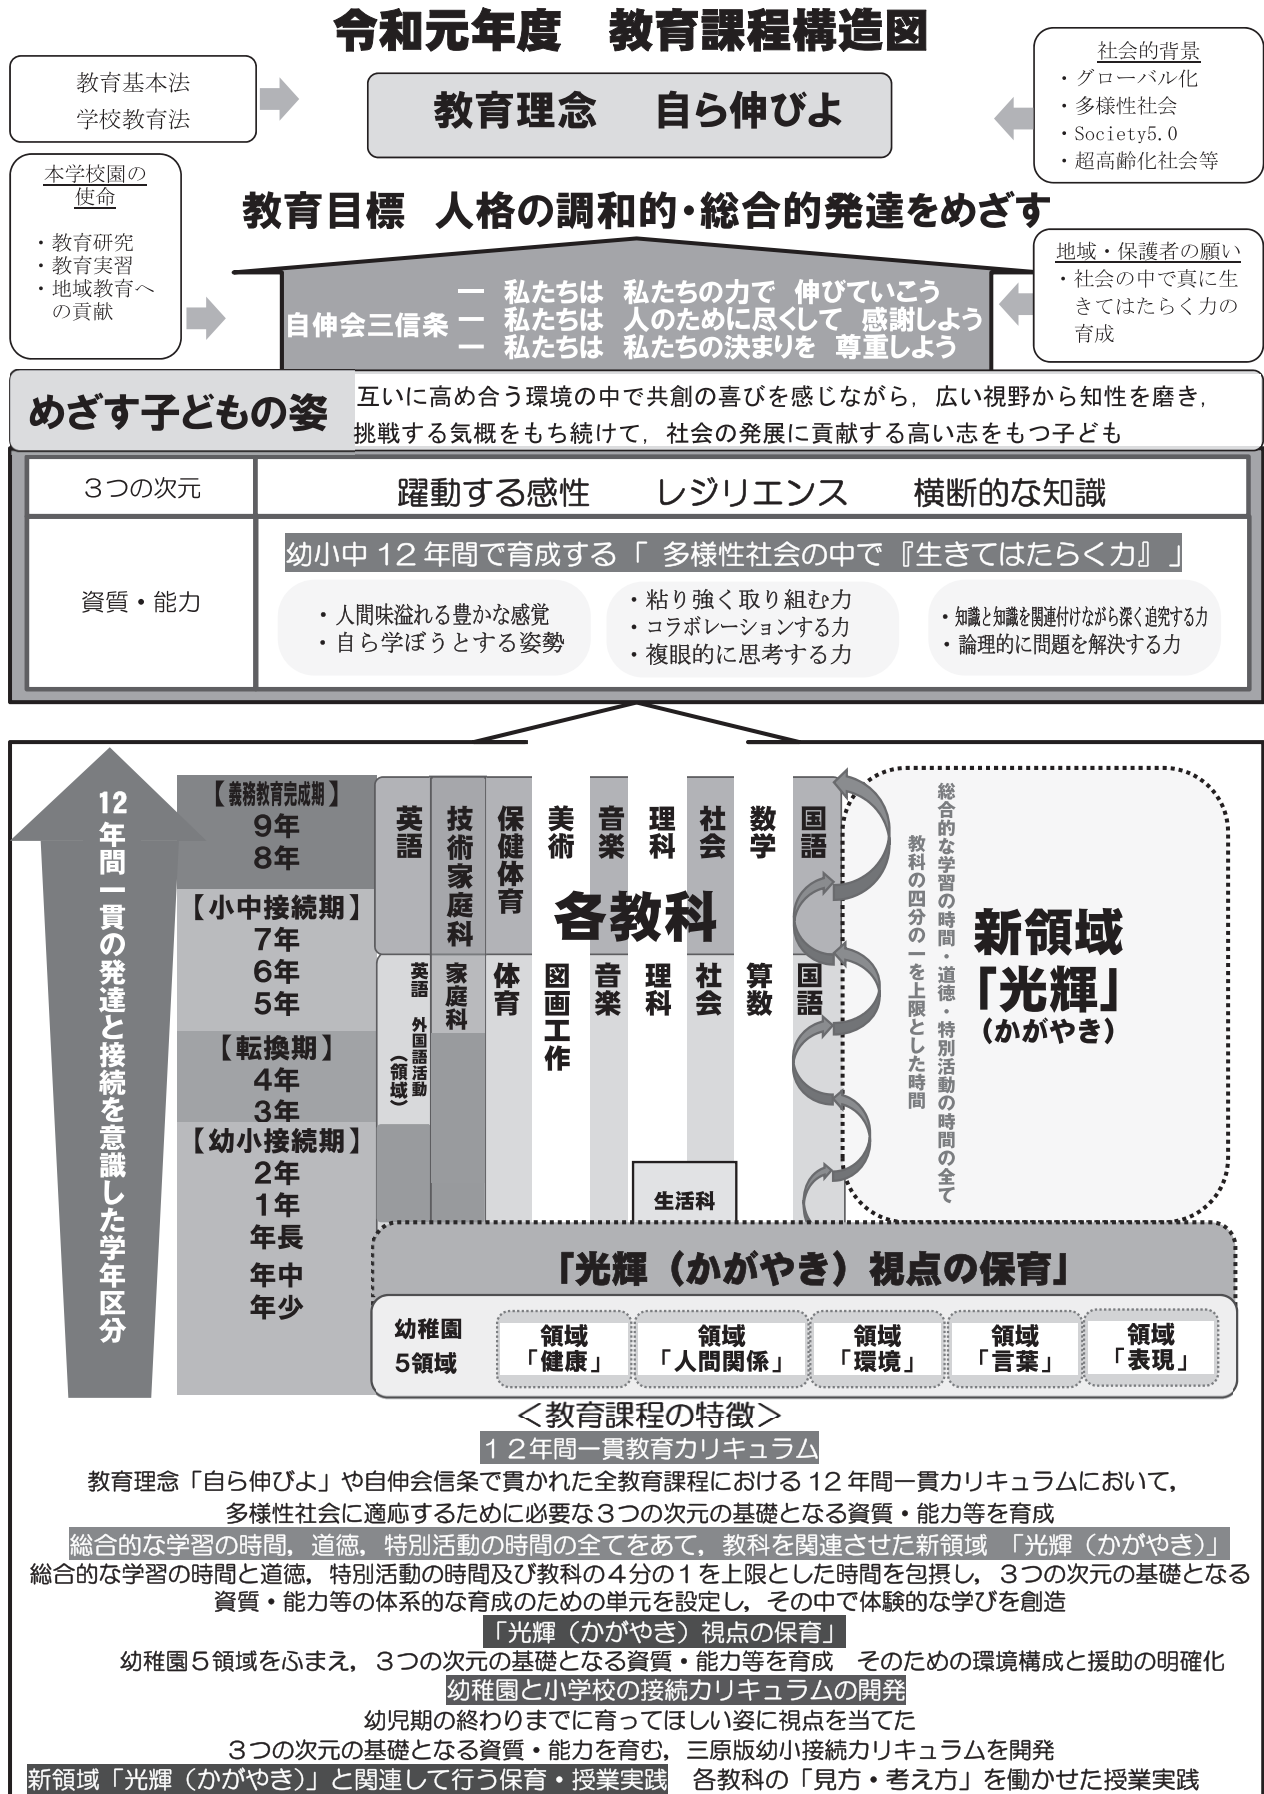 令和元年度　教育課程構造図
教育基本法
学校教育法
教育理念　自ら伸びよ
社会的背景
・グローバル化
・多様性社会
・Society5.0
・超高齢化社会等
本学校園の
使命
・教育研究
・教育実習
・地域教育へ
の貢献
教育目標　人格の調和的・総合的発達をめざす
地域・保護者の願い
・社会の中で真に生
きてはたらく力の
育成
自伸会三信条
一　私たちは　私たちの力で　伸びていこう
一　私たちは　人のために尽くして　感謝しよう
一　私たちは　私たちの決まりを　尊重しよう
めざす子どもの姿
互いに高め合う環境の中で共創の喜びを感じながら，広い視野から知性を磨き，
挑戦する気概をもち続けて，社会の発展に貢献する高い志をもつ子ども
３つの次元
躍動する感性　レジリエンス　横断的な知識
資質・能力
幼小中 12 年間で育成する「 多様性社会の中で『生きてはたらく力』」
・人間味溢れる豊かな感覚
・自ら学ぼうとする姿勢
・粘り強く取り組む力
・コラボレーションする力
・複眼的に思考する力
・知識と知識を関連付けながら深く追究する力
・論理的に問題を解決する力
12年間一貫の発達と接続を意識した学年区分
【義務教育完成期】
9年
8年
【小中接続期】
7年
6年
5年
【転換期】
4年
3年
【幼小接続期】
2年
1年
年長
年中
年少
英語
技術家庭科
保健体育
美術
音楽
理科
社会
数学
国語
各教科
英語　外国語活動
（領域）
家庭科
体育
図画工作
音楽
理科
社会
算数
国語
生活科
総合的な学習の時間・道徳・特別活動の時間の全て
教科の四分の一を上限とした時間
新領域
「光輝」
（かがやき）
「光輝（かがやき）視点の保育」
幼稚園
5領域
領域
「健康」
領域
「人間関係」
領域
「環境」
領域
「言葉」
領域
「表現」
＜教育課程の特徴＞
１２年間一貫教育カリキュラム
教育理念「自ら伸びよ」や自伸会信条で貫かれた全教育課程における 12 年間一貫カリキュラムにおいて，
多様性社会に適応するために必要な３つの次元の基礎となる資質・能力等を育成
総合的な学習の時間，道徳，特別活動の時間の全てをあて，教科を関連させた新領域　「光輝（かがやき）」
総合的な学習の時間と道徳，特別活動の時間及び教科の４分の１を上限とした時間を包摂し，３つの次元の基礎となる
資質・能力等の体系的な育成のための単元を設定し，その中で体験的な学びを創造
「光輝（かがやき）視点の保育」
幼稚園５領域をふまえ，３つの次元の基礎となる資質・能力等を育成　そのための環境構成と援助の明確化
幼稚園と小学校の接続カリキュラムの開発
幼児期の終わりまでに育ってほしい姿に視点を当てた
３つの次元の基礎となる資質・能力を育む，三原版幼小接続カリキュラムを開発
新領域「光輝（かがやき）」と関連して行う保育・授業実践　各教科の「見方・考え方」を働かせた授業実践